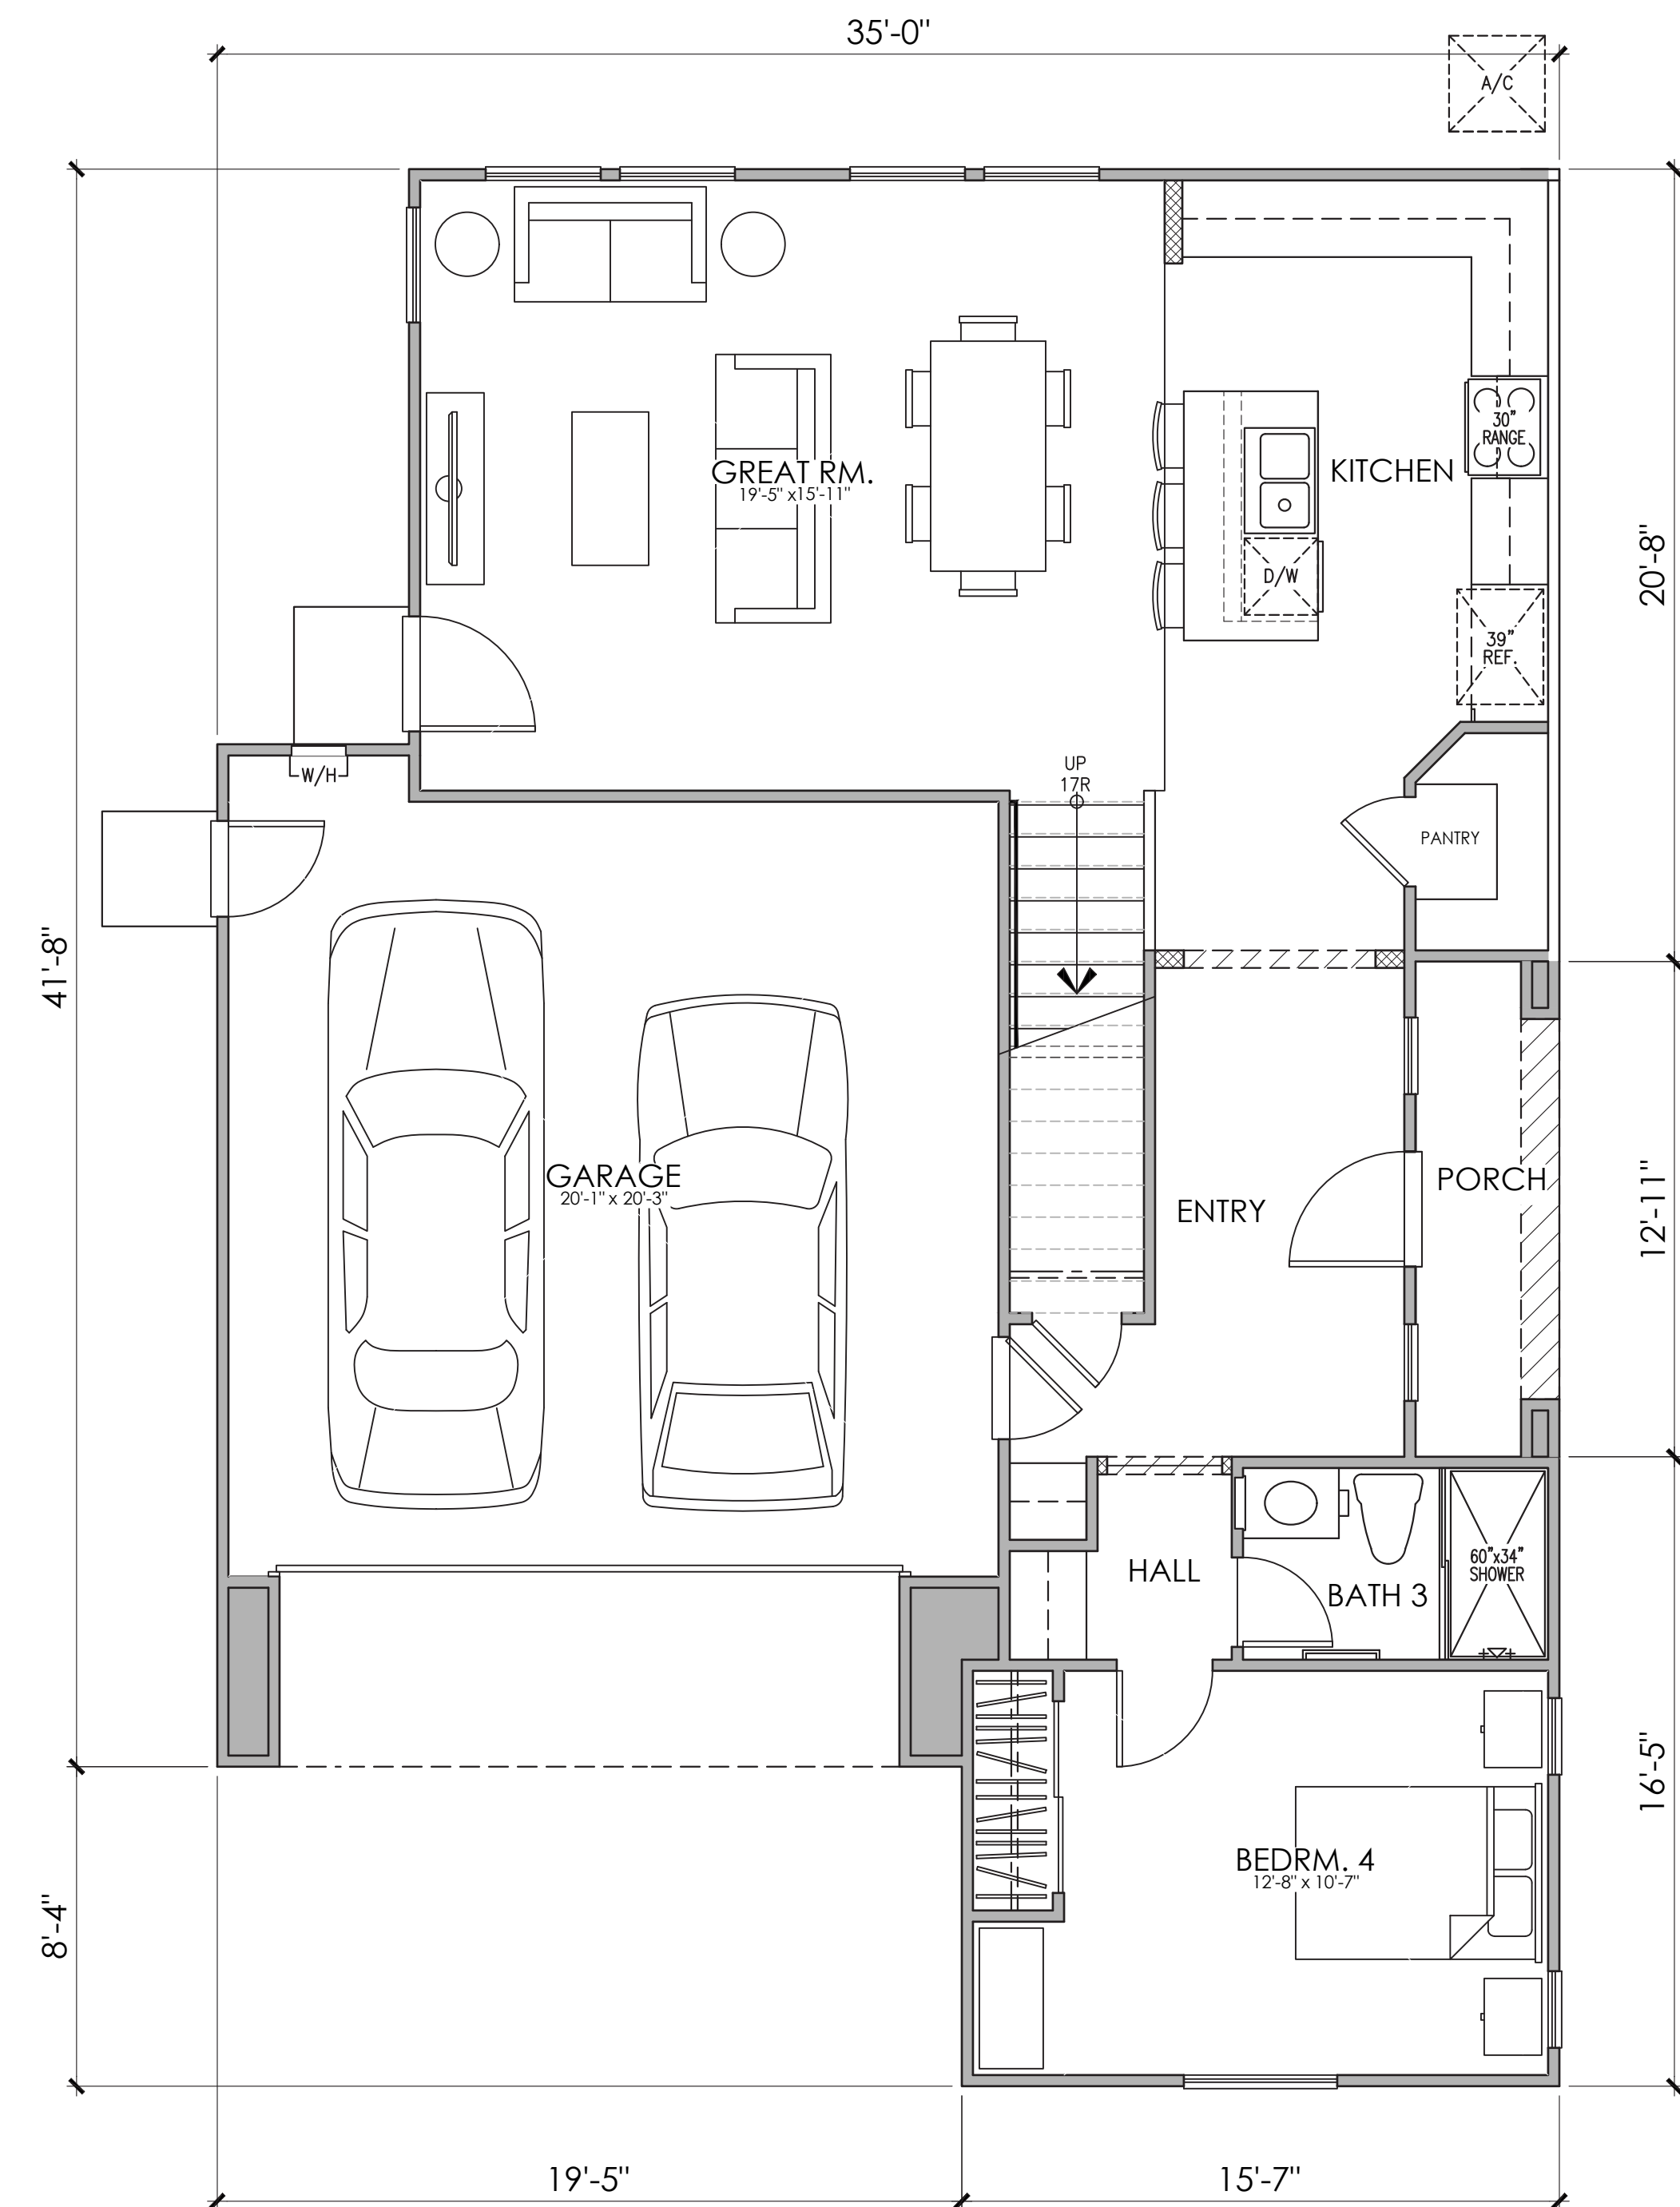 35'-0"
A/C
GREAT RM.
19'-5" x15'-11"
KITCHEN
30"
RANGE
D/W
39"
REF.
20'-8"
W/H
UP
17R
PANTRY
41'-8"
GARAGE
20'-1" x 20'-3"
ENTRY
PORCH
12'-11"
HALL
BATH 3
60"x34"
SHOWER
BEDRM. 4
12'-8" x 10'-7"
16'-5"
8'-4"
19'-5"
15'-7"